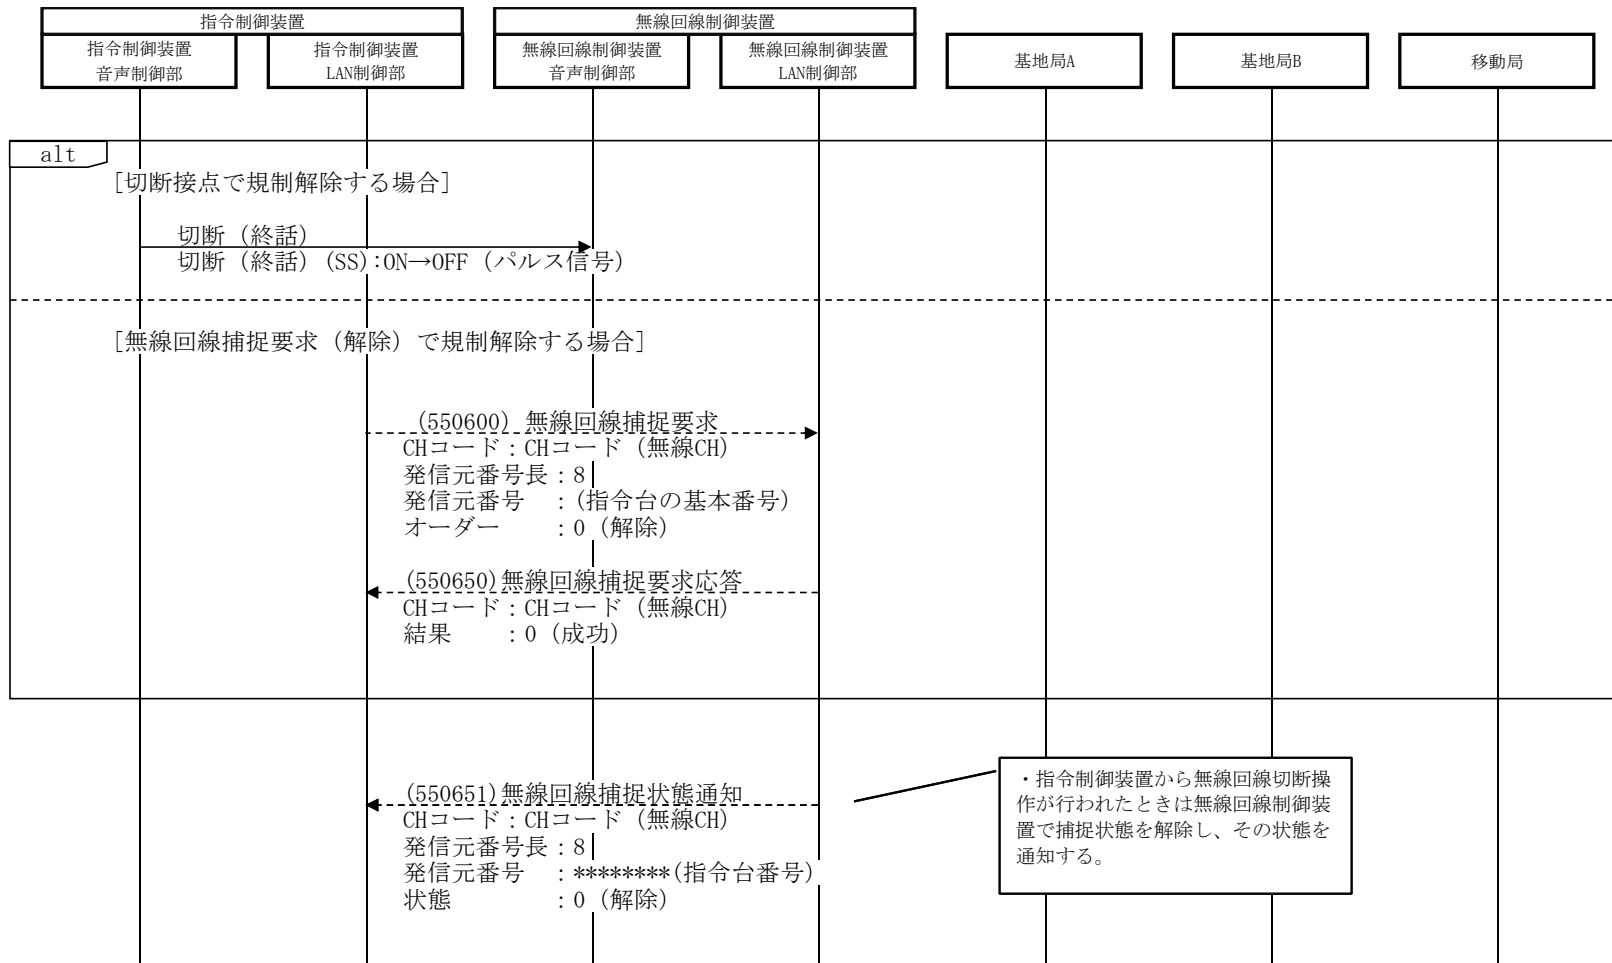 指令制御装置
無線回線制御装置
指令制御装置
音声制御部
指令制御装置
LAN制御部
無線回線制御装置
音声制御部
無線回線制御装置
LAN制御部
基地局A
基地局B
移動局
alt
[切断接点で規制解除する場合]
切断（終話）
切断（終話）(SS):ON→OFF（パルス信号）
[無線回線捕捉要求（解除）で規制解除する場合]
(550600) 無線回線捕捉要求
CHコード：CHコード（無線CH）
発信元番号長：8
発信元番号　：(指令台の基本番号)
オーダー　　：0（解除）
(550650)無線回線捕捉要求応答
CHコード：CHコード（無線CH）
結果　　：0（成功）
(550651)無線回線捕捉状態通知
CHコード：CHコード（無線CH）
発信元番号長：8
発信元番号　：********(指令台番号)
状態　　　　：0（解除）
・指令制御装置から無線回線切断操
作が行われたときは無線回線制御装
置で捕捉状態を解除し、その状態を
通知する。